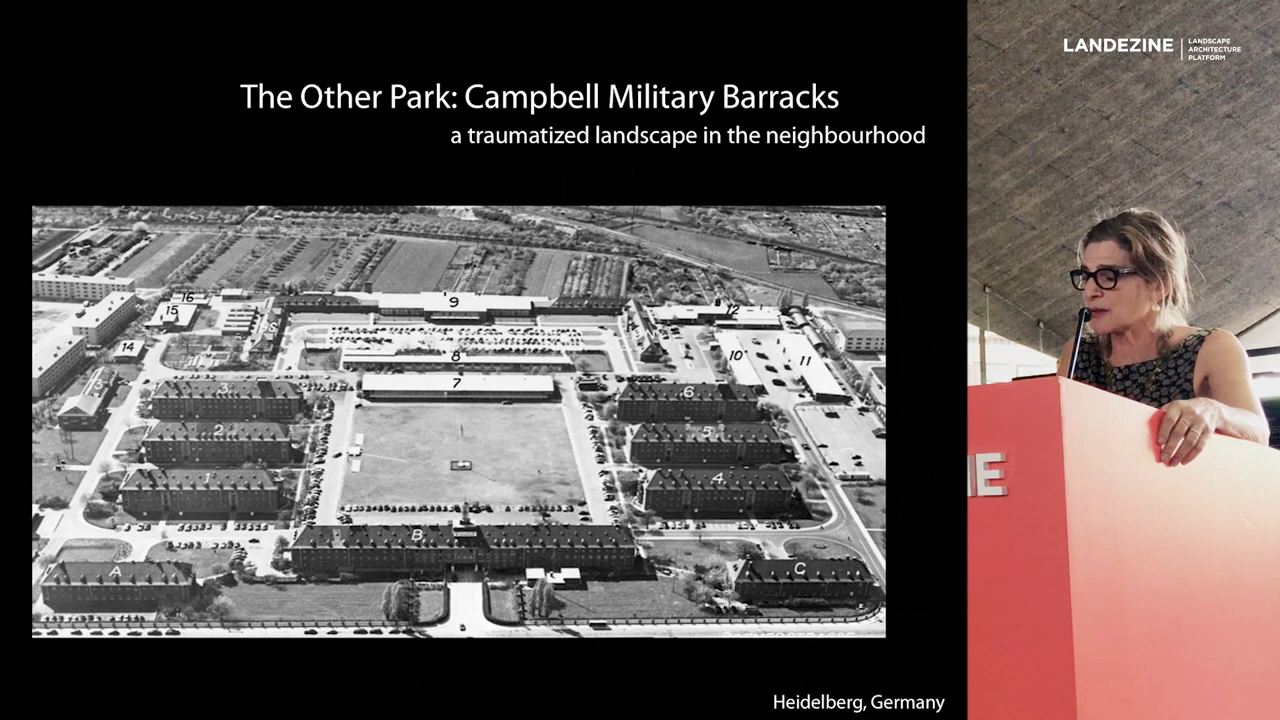 The Other Park: Campbell Military Barracks
a traumatized landscape in the neighbourhood
LANDEZINE
LANDSCAPE
ARCHITECTURE
PLATFORM
16
15
9
12
14
8
10
11
7
3
6
2
5
1
4
B
A
C
Heidelberg, Germany
IE